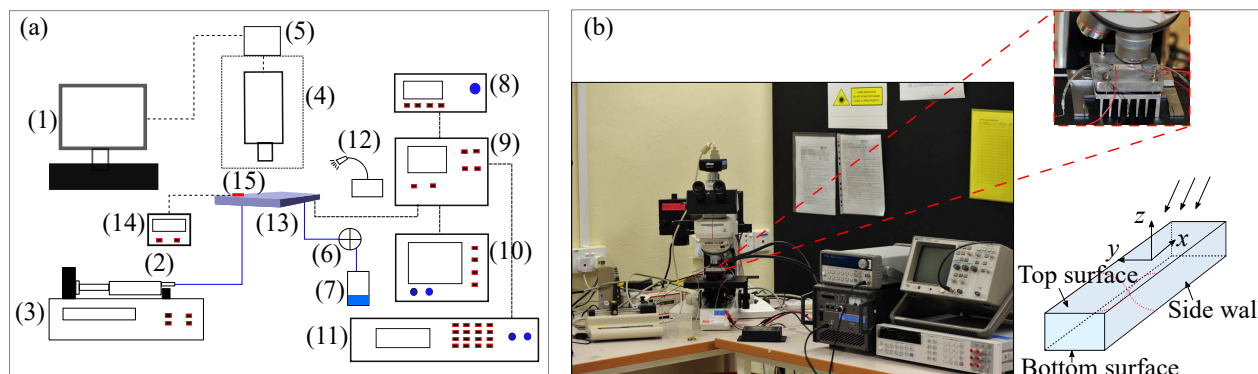 (a)
(5)
(4)
(1)
(8)
(9)
(12)
(15)
(13)
(14)
(10)
(6)
(2)
(7)
(3)
(11)
(b)
z
y
x
Top surface
Side wall
Bottom surface